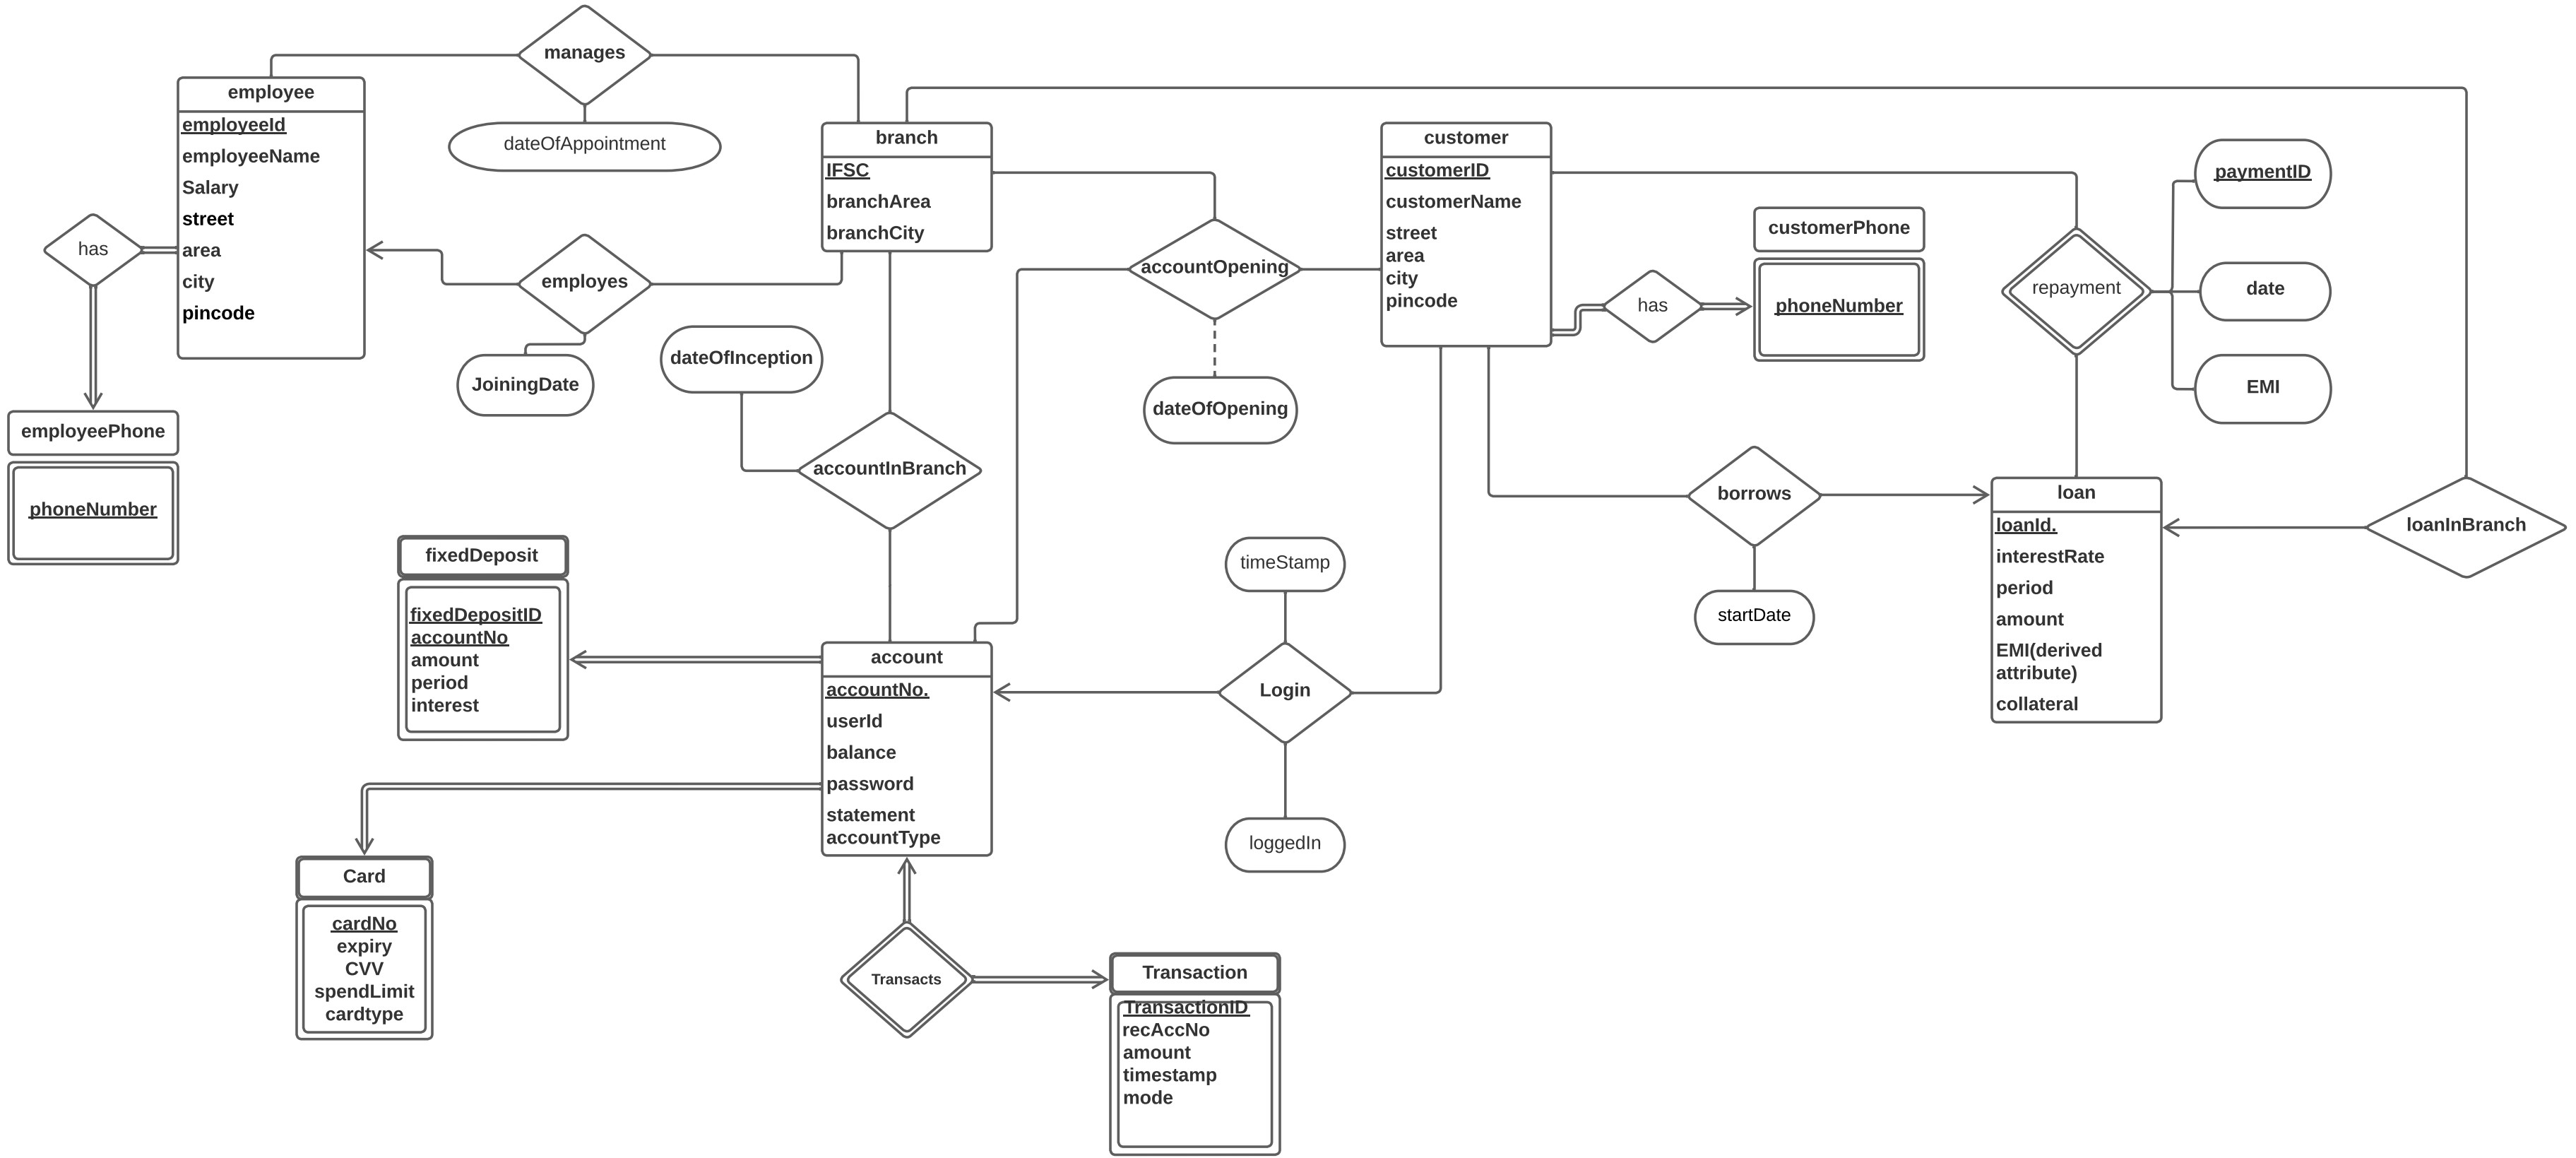 manages
dateOfAppointment
employee
employeeId
employeeName
Salary
street
area
city
pincode
has
employeePhone
phoneNumber
employes
JoiningDate
branch
IFSC
branchArea
branchCity
dateOfInception
accountInBranch
accountOpening
dateOfOpening
customer
customerID
customerName
street
area
city
pincode
has
customerPhone
phoneNumber
repayment
paymentID
date
EMI
borrows
startDate
loan
loanId.
interestRate
period
amount
EMI(derived
attribute)
collateral
loanInBranch
fixedDeposit
fixedDepositID
accountNo
amount
period
interest
account
accountNo.
userId
balance
password
statement
accountType
timeStamp
Login
loggedIn
Card
cardNo
expiry
CVV
spendLimit
cardtype
Transacts
Transaction
TransactionID
recAccNo
amount
timestamp
mode